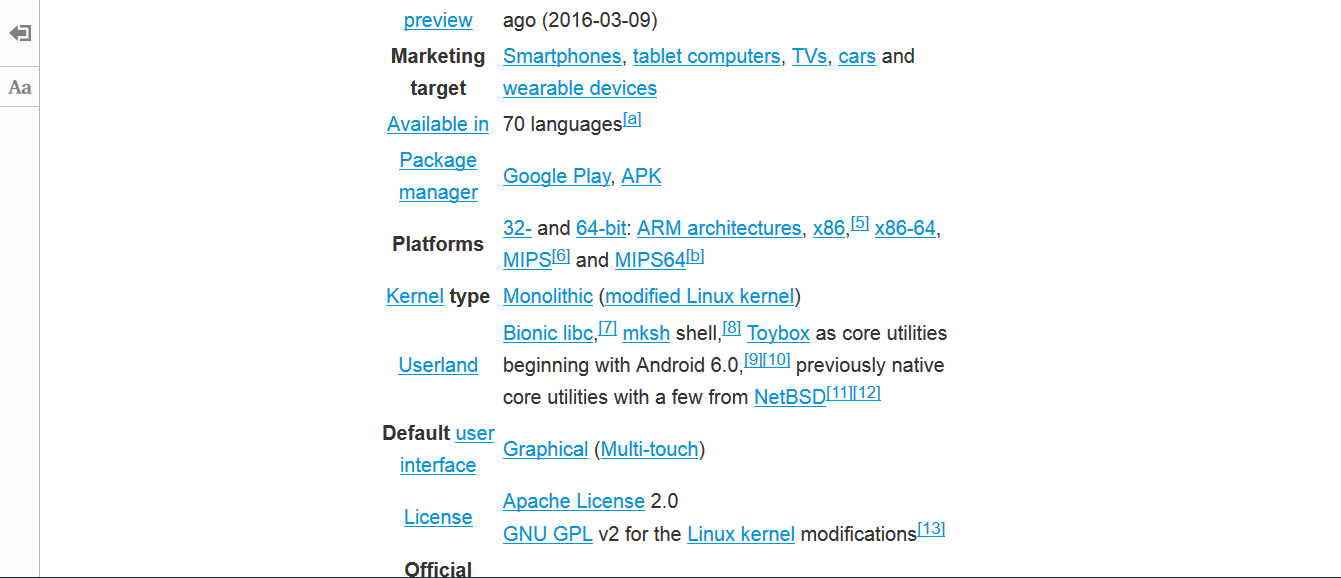 Aa
preview ago (2016-03-09)
Marketing Smartphones, tablet computers, TVs, cars and
target wearable devices
Available in 70 languages[a]
Package
manager
Google Play, APK
Platforms
32- and 64-bit: ARM architectures, x86,[5] x86-64,
MIPS[6] and MIPS64[b]
Kernel type Monolithic (modified Linux kernel)
Userland
Bionic libc,[7] mksh shell,[8] Toybox as core utilities
beginning with Android 6.0,[9][10] previously native
core utilities with a few from NetBSD[11][12]
Default user
interface
Graphical (Multi-touch)
License
Apache License 2.0
GNU GPL v2 for the Linux kernel modifications[13]
Official